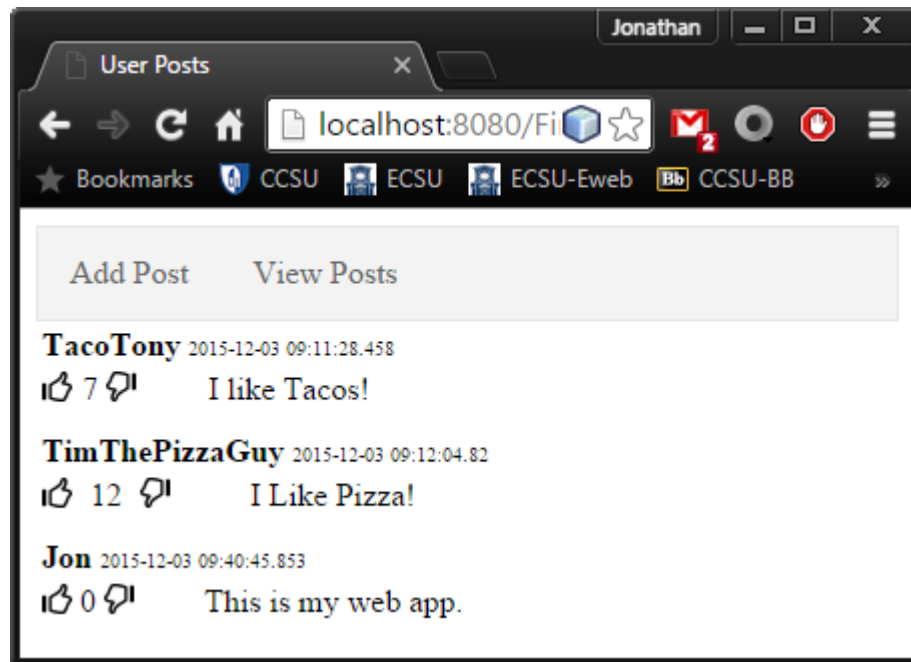 Jonathan
User Posts
localhost:8080/Fi
2
Bookmarks CCSU ECSU ECSU-Eweb Bb CCSU-BB »
Add Post View Posts
TacoTony 2015-12-03 09:11:28.458
7 I like Tacos!
TimThePizzaGuy 2015-12-03 09:12:04.82
12 I Like Pizza!
Jon 2015-12-03 09:40:45.853
0 This is my web app.